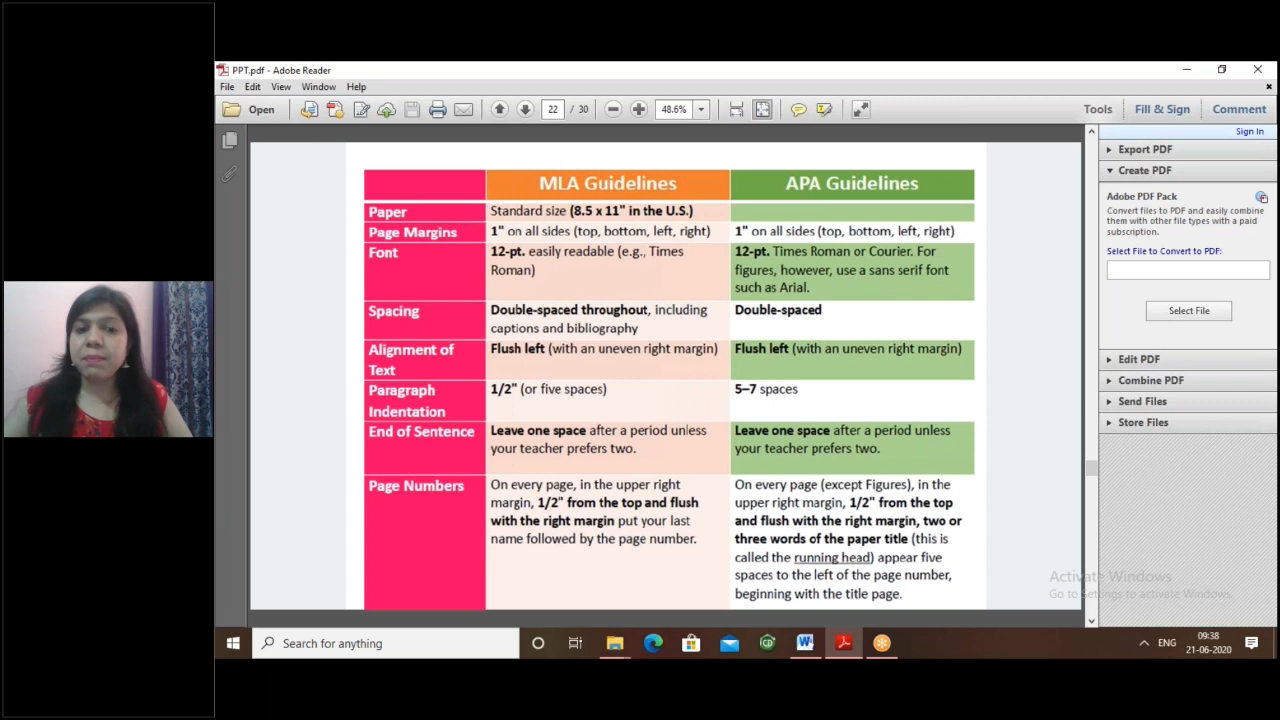 PPT.pdf - Adobe Reader
File Edit View Window Help
Open 22 / 30 48.6% Tools Fill & Sign Comment
Sign In
Export PDF
Create PDF
Adobe PDF Pack
Convert files to PDF and easily combine
them with other file types with a paid
subscription.
Select File to Convert to PDF:
Select File
Edit PDF
Combine PDF
Send Files
Store Files
MLA Guidelines APA Guidelines
Paper Standard size (8.5 x 11" in the U.S.)
Page Margins 1" on all sides (top, bottom, left, right) 1" on all sides (top, bottom, left, right)
Font 12-pt. easily readable (e.g., Times 12-pt. Times Roman or Courier. For
Roman) figures, however, use a sans serif font
such as Arial.
Spacing Double-spaced throughout, including Double-spaced
captions and bibliography
Alignment of Flush left (with an uneven right margin) Flush left (with an uneven right margin)
Text
Paragraph 1/2" (or five spaces) 5–7 spaces
Indentation
End of Sentence Leave one space after a period unless Leave one space after a period unless
your teacher prefers two. your teacher prefers two.
Page Numbers On every page, in the upper right On every page (except Figures), in the
margin, 1/2" from the top and flush upper right margin, 1/2" from the top
with the right margin put your last and flush with the right margin, two or
name followed by the page number. three words of the paper title (this is
called the running head) appear five
spaces to the left of the page number,
beginning with the title page.
Activate Windows
Go to Settings to activate Windows.
Search for anything
ENG 09:38
21-06-2020